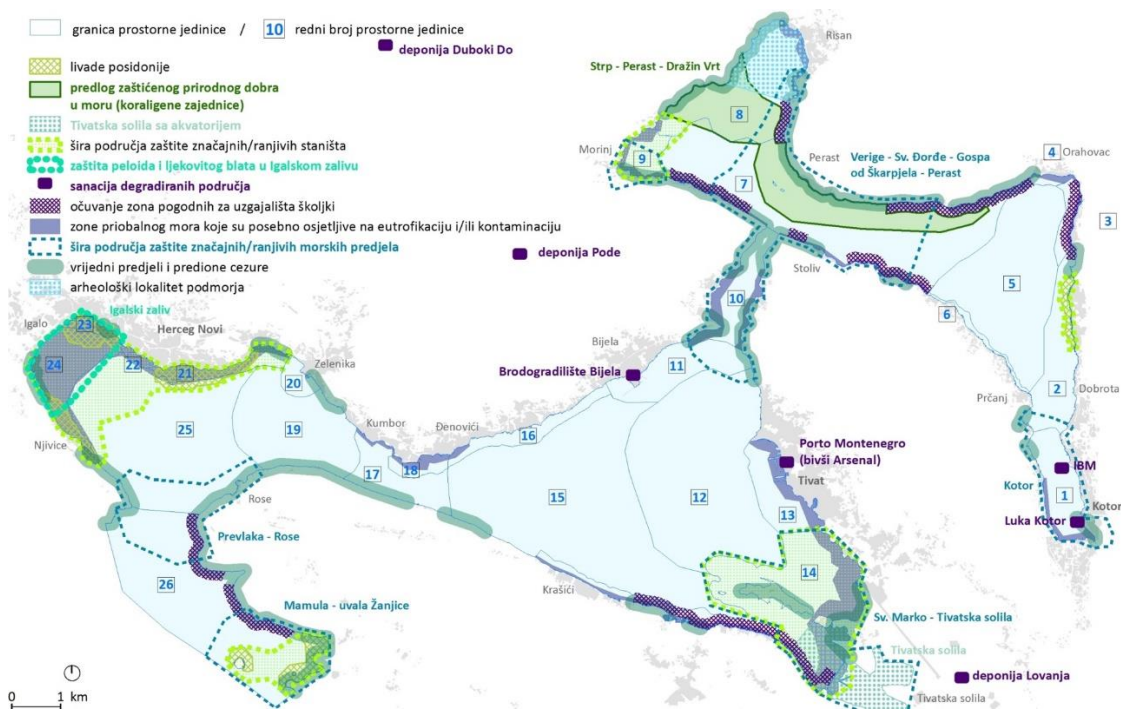 granica prostorne jedinice / 10 redni broj prostorne jedinice
deponija Duboki Do
livade posidonije
predlog zaštićenog prirodnog dobra
u moru (koraligene zajednice)
Tivatska solila sa akvatorijem
šira područja zaštite značajnih/ranjivih staništa
zaštita peloida i ljekovitog blata u Igalskom zalivu
sanacija degradiranih područja
očuvanje zona pogodnih za uzgajališta školjki
zone priobalnog mora koje su posebno osjetljive na eutrofikaciju i/ili kontaminaciju
šira područja zaštite značajnih/ranjivih morskih predjela
vrijedni predjeli i predione cezure
arheološki lokalitet podmorja
Risan
Strp - Perast - Dražin Vrt
8
Morinj
9
7
Perast
Verige - Sv. Đorđe - Gospa
od Škarpjela - Perast
4
Orahovac
3
deponija Pode
Stoliv
5
6
10
Igalski zaliv
Igalo
23
Herceg Novi
24
22
21
Zelenika
20
Bijela
11
Brodogradilište Bijela
Prčanj
2
Dobrota
Njivice
25
19
Kumbor
Đenovići
16
17
18
Porto Montenegro
(bivši Arsenal)
Tivat
IBM
Kotor
1
Kotor
Luka Kotor
Rose
15
12
13
Prevlaka - Rose
26
Mamula - uvala Žanjice
Krašići
14
Sv. Marko - Tivatska solila
Tivatska solila
deponija Lovanja
Tivatska solila
0 1 km